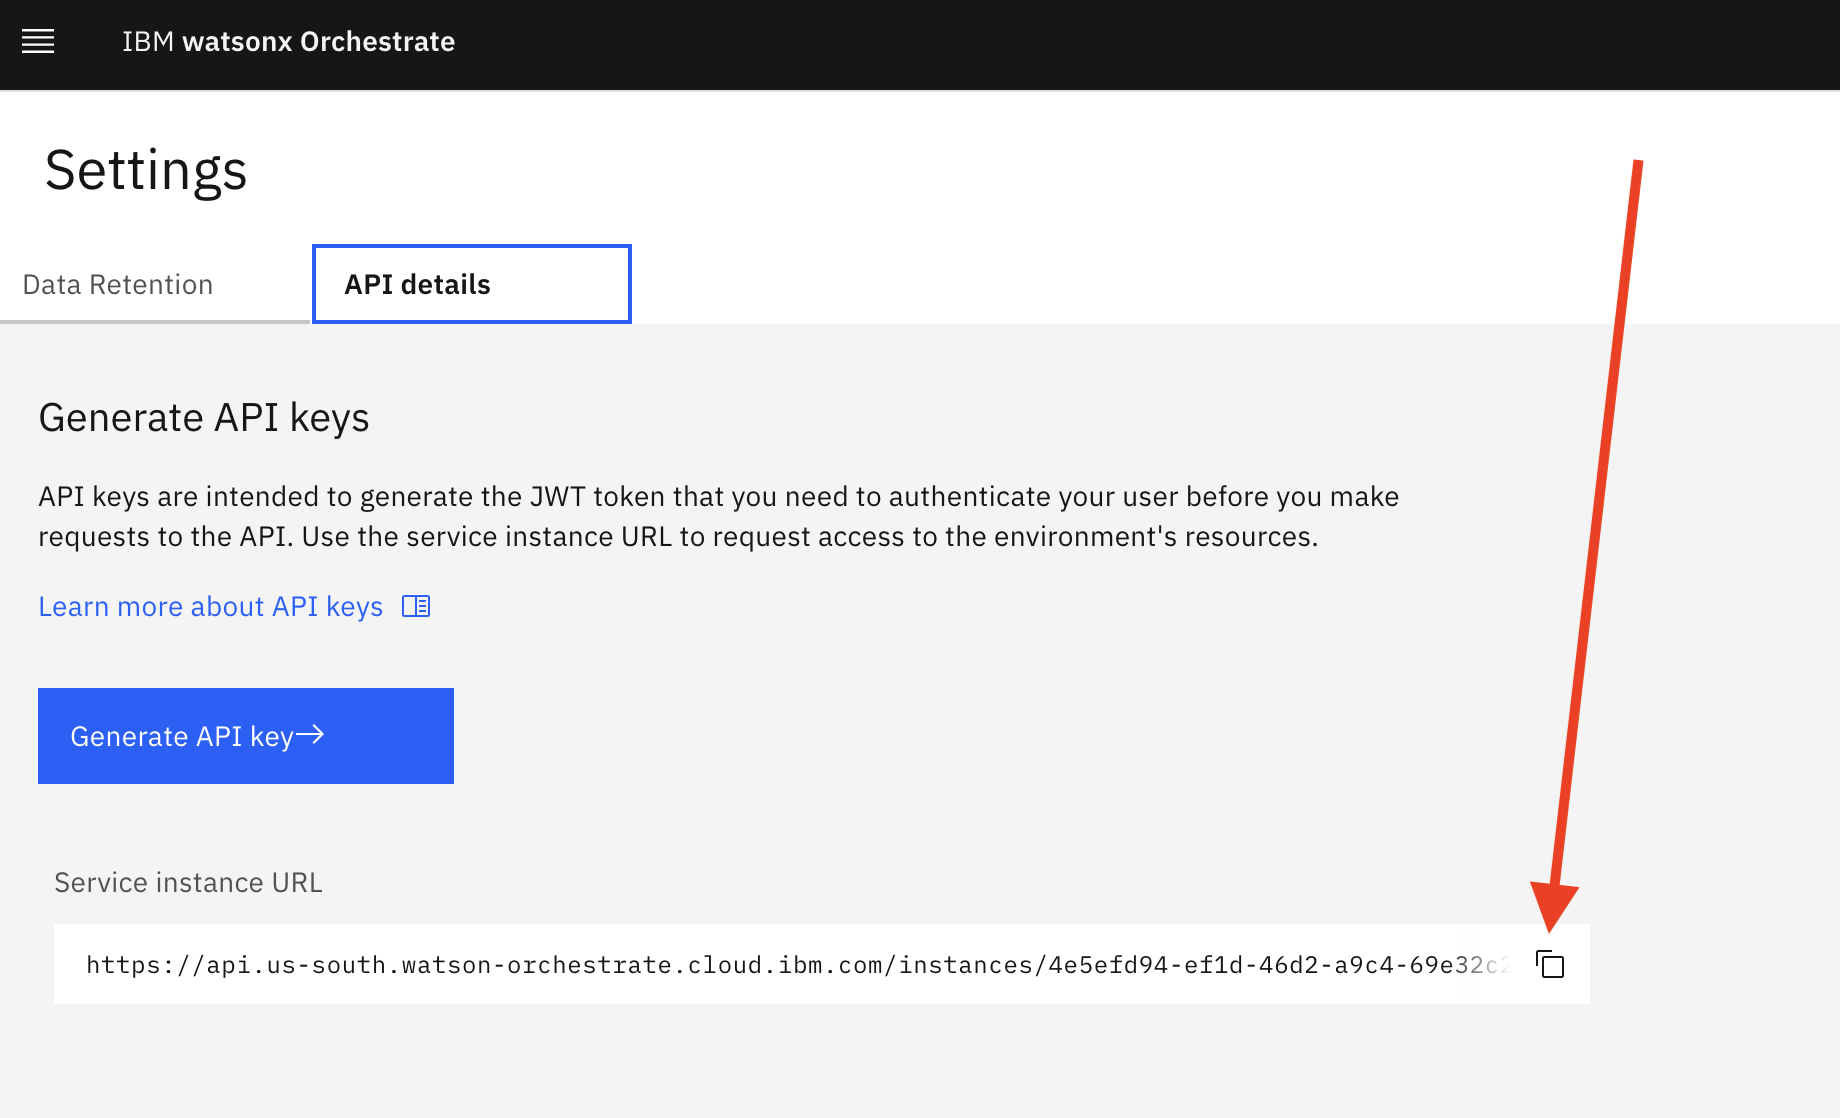 IBM watsonx Orchestrate
Settings
Data Retention
API details
Generate API keys
API keys are intended to generate the JWT token that you need to authenticate your user before you make
requests to the API. Use the service instance URL to request access to the environment's resources.
Learn more about API keys
Generate API key→
Service instance URL
https://api.us-south.watson-orchestrate.cloud.ibm.com/instances/4e5efd94-ef1d-46d2-a9c4-69e32c2